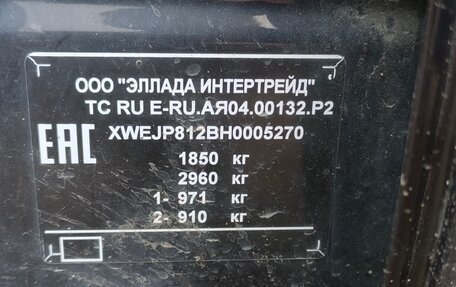 ООО "ЭЛЛАДА ИНТЕРТРЕЙД"
ТС RU E-RU.АЯ04.00132.Р2
XWEJP812BH0005270
EAC
1850 кг
2960 кг
1- 971 кг
2- 910 кг